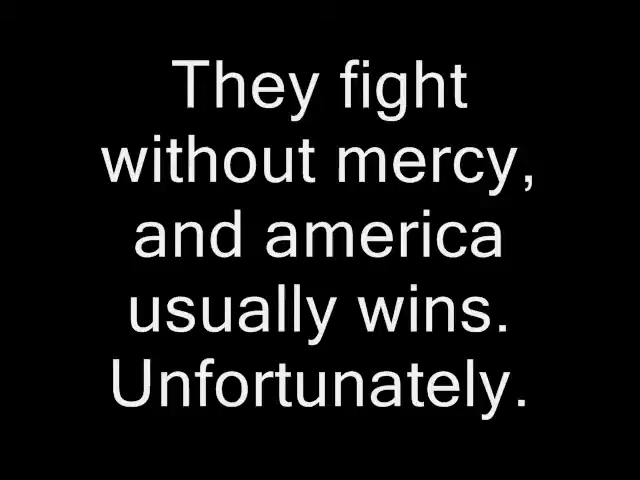 They fight
without mercy,
and america
usually wins.
Unfortunately.